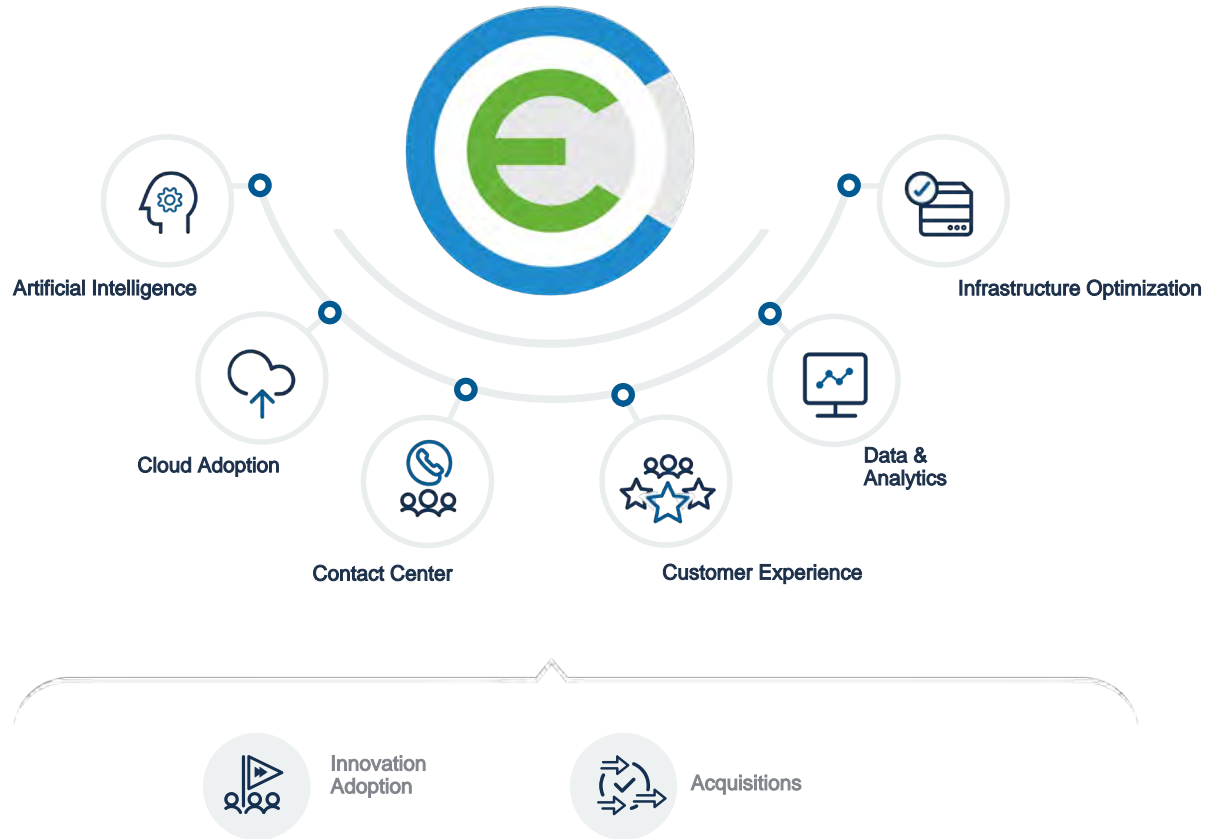 Artificial Intelligence
Infrastructure Optimization
Cloud Adoption
Data &
Analytics
Contact Center
Customer Experience
Innovation
Adoption
Acquisitions